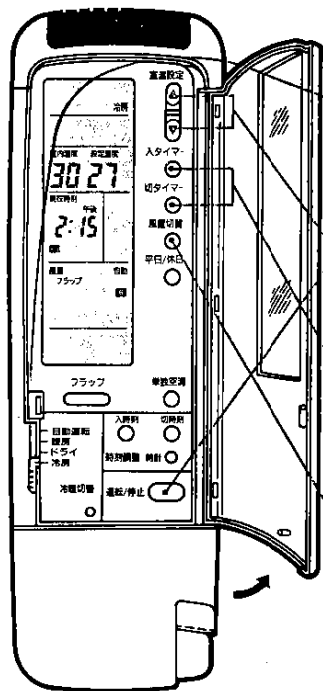 室温設定
冷房
室内温度 設定温度
30 27
入タイマー
切タイマー
現在時刻
午後
2:15
風量切替
風量 自動
フラップ
平日/休日
フラップ
単独空調
入時刻 切時刻
自動運転
暖房
ドライ
冷房
時刻調整 時計
冷暖切替
運転/停止